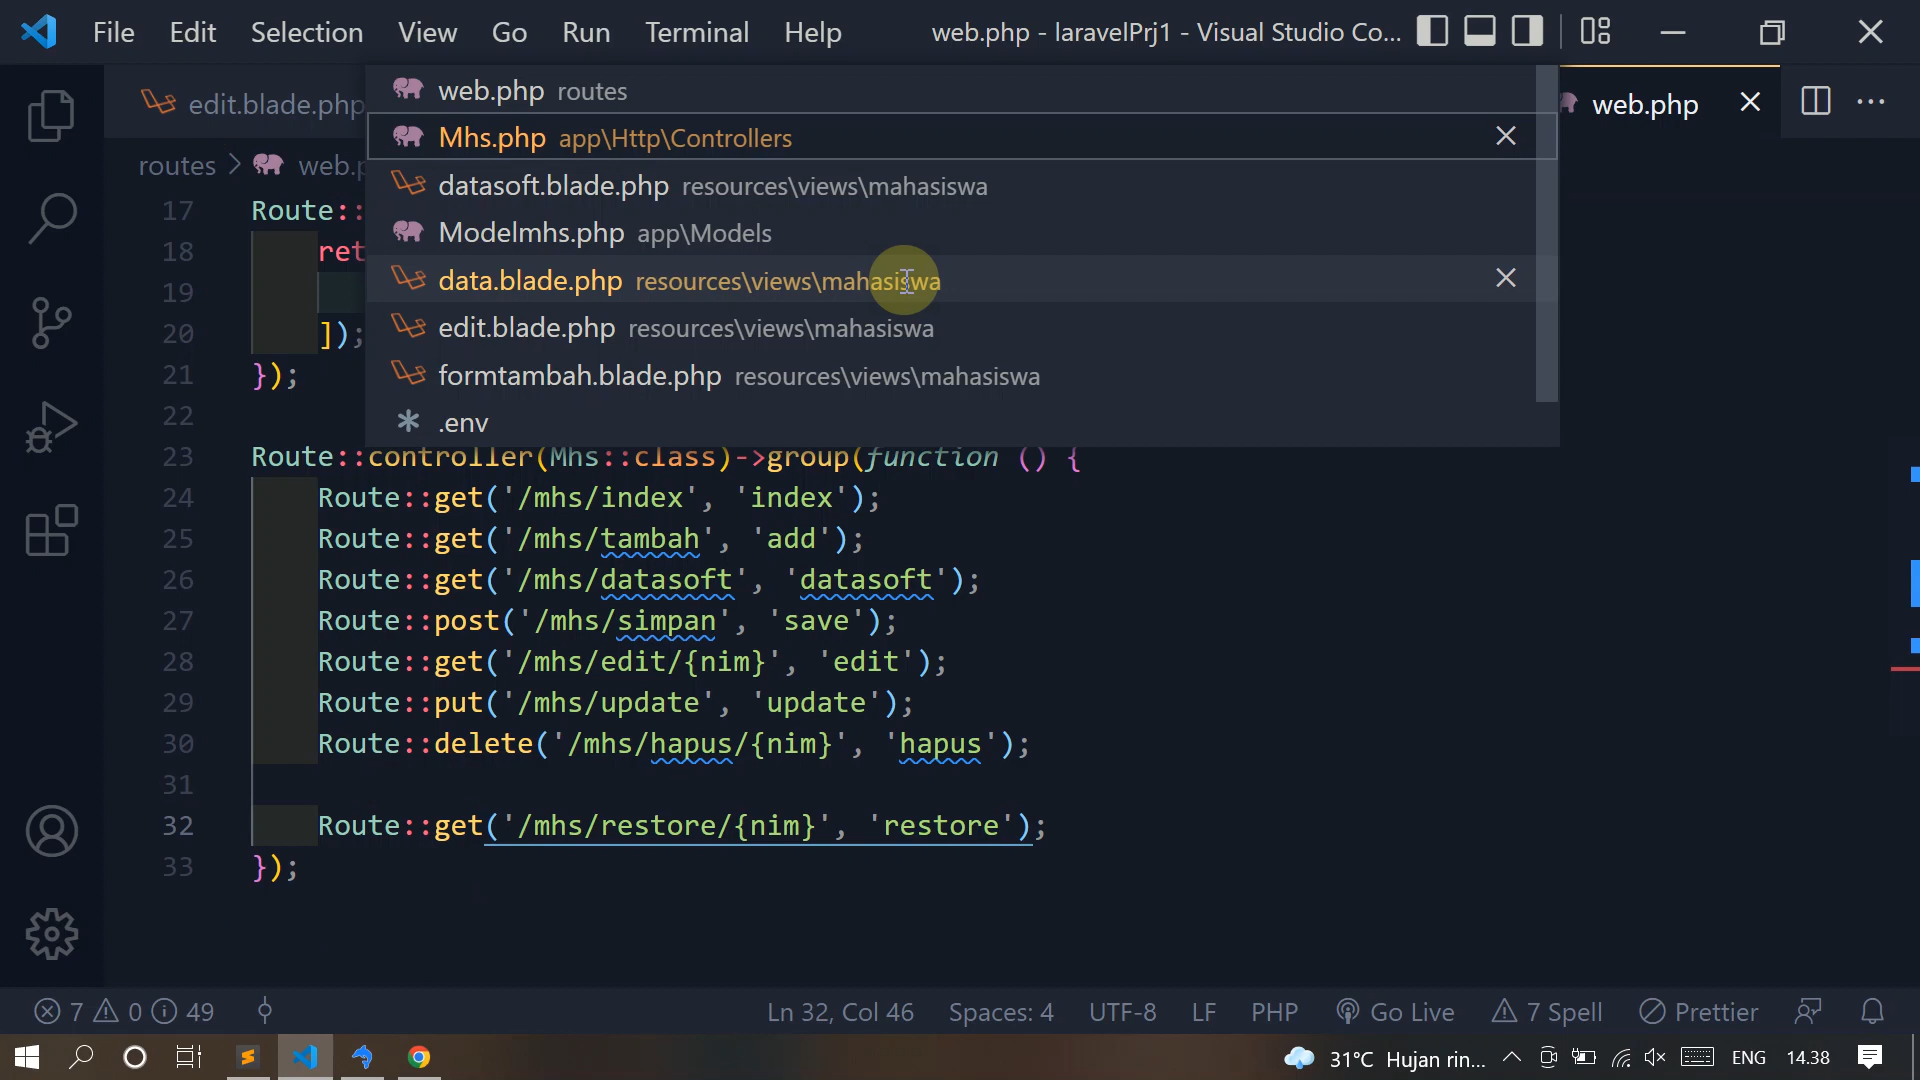 File Edit Selection View Go Run Terminal Help web.php - laravelPrj1 - Visual Studio Co...
edit.blade.php web.php
web.php routes
Mhs.php app\Http\Controllers
datasoft.blade.php resources\views\mahasiswa
Modelmhs.php app\Models
data.blade.php resources\views\mahasiswa
edit.blade.php resources\views\mahasiswa
formtambah.blade.php resources\views\mahasiswa
.env
routes > web.p
17 Route::
18 ret
19
20 ]);
21 });
22
23 Route::controller(Mhs::class)->group(function () {
24 Route::get('/mhs/index', 'index');
25 Route::get('/mhs/tambah', 'add');
26 Route::get('/mhs/datasoft', 'datasoft');
27 Route::post('/mhs/simpan', 'save');
28 Route::get('/mhs/edit/{nim}', 'edit');
29 Route::put('/mhs/update', 'update');
30 Route::delete('/mhs/hapus/{nim}', 'hapus');
31
32 Route::get('/mhs/restore/{nim}', 'restore');
33 });
7 0 49 Ln 32, Col 46 Spaces: 4 UTF-8 LF PHP Go Live 7 Spell Prettier
31°C Hujan rin... ENG 14.38